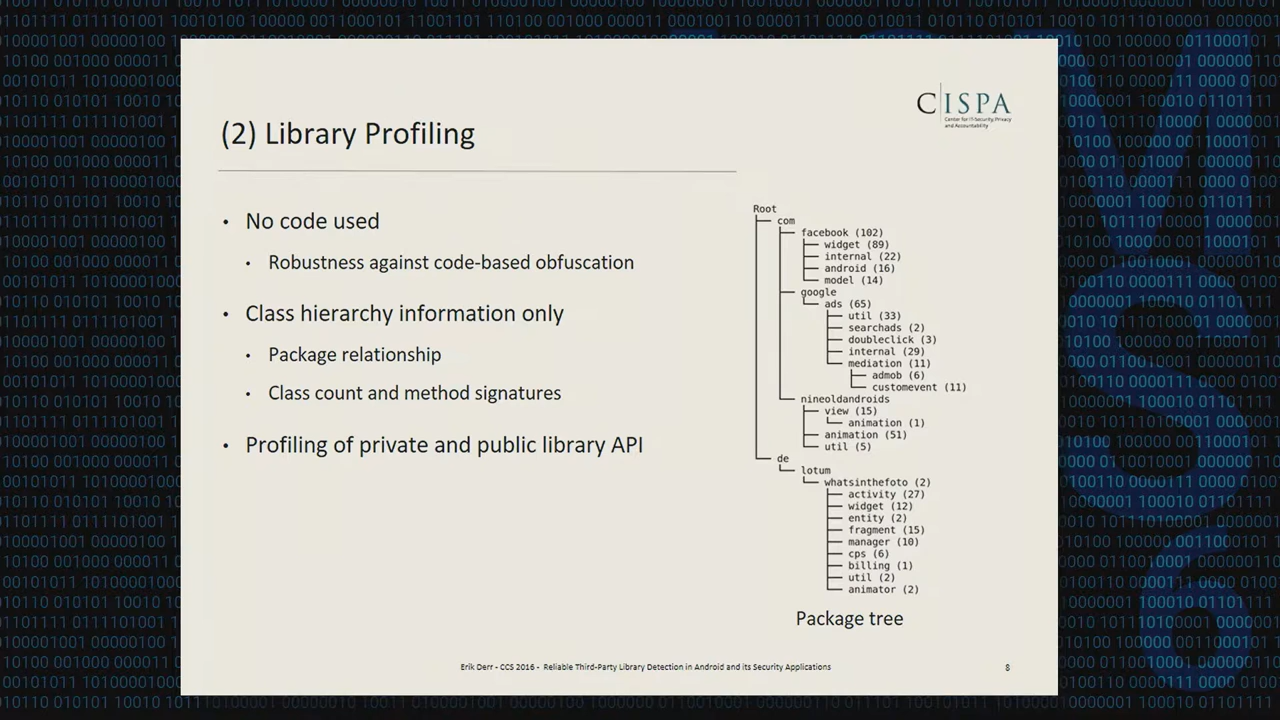 (2) Library Profiling
C|ISPA
Center for IT-Security, Privacy
and Accountability
• No code used
• Robustness against code-based obfuscation
• Class hierarchy information only
• Package relationship
• Class count and method signatures
• Profiling of private and public library API
Root
com
facebook (102)
widget (89)
internal (22)
android (16)
model (14)
google
ads (65)
util (33)
searchads (2)
doubleclick (3)
internal (29)
mediation (11)
admob (6)
customevent (11)
nineoldandroids
view (15)
animation (1)
animation (51)
util (5)
de
lotum
whatsinthefoto (2)
activity (27)
widget (12)
entity (2)
fragment (15)
manager (10)
cps (6)
billing (1)
util (2)
animator (2)
Package tree
Erik Derr - CCS 2016 - Reliable Third-Party Library Detection in Android and its Security Applications
8